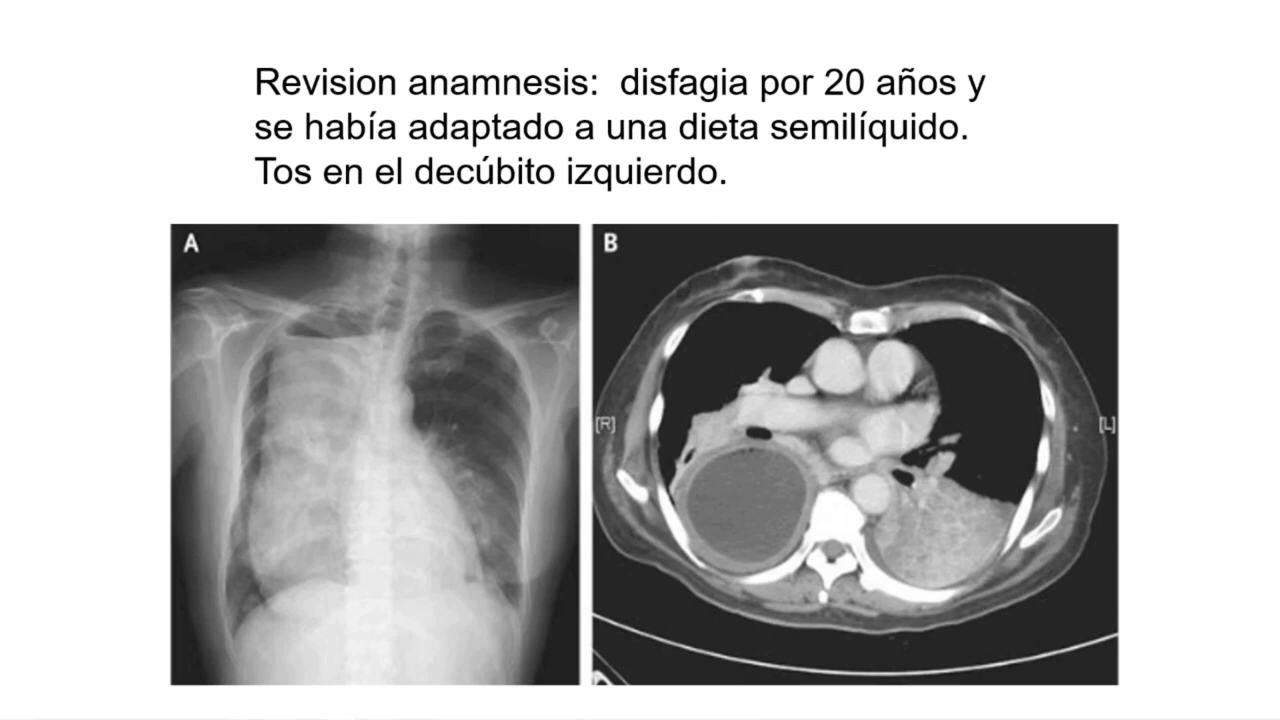 Revision anamnesis:  disfagia por 20 años y
se había adaptado a una dieta semilíquido.
Tos en el decúbito izquierdo.
A
B
[R]
[L]